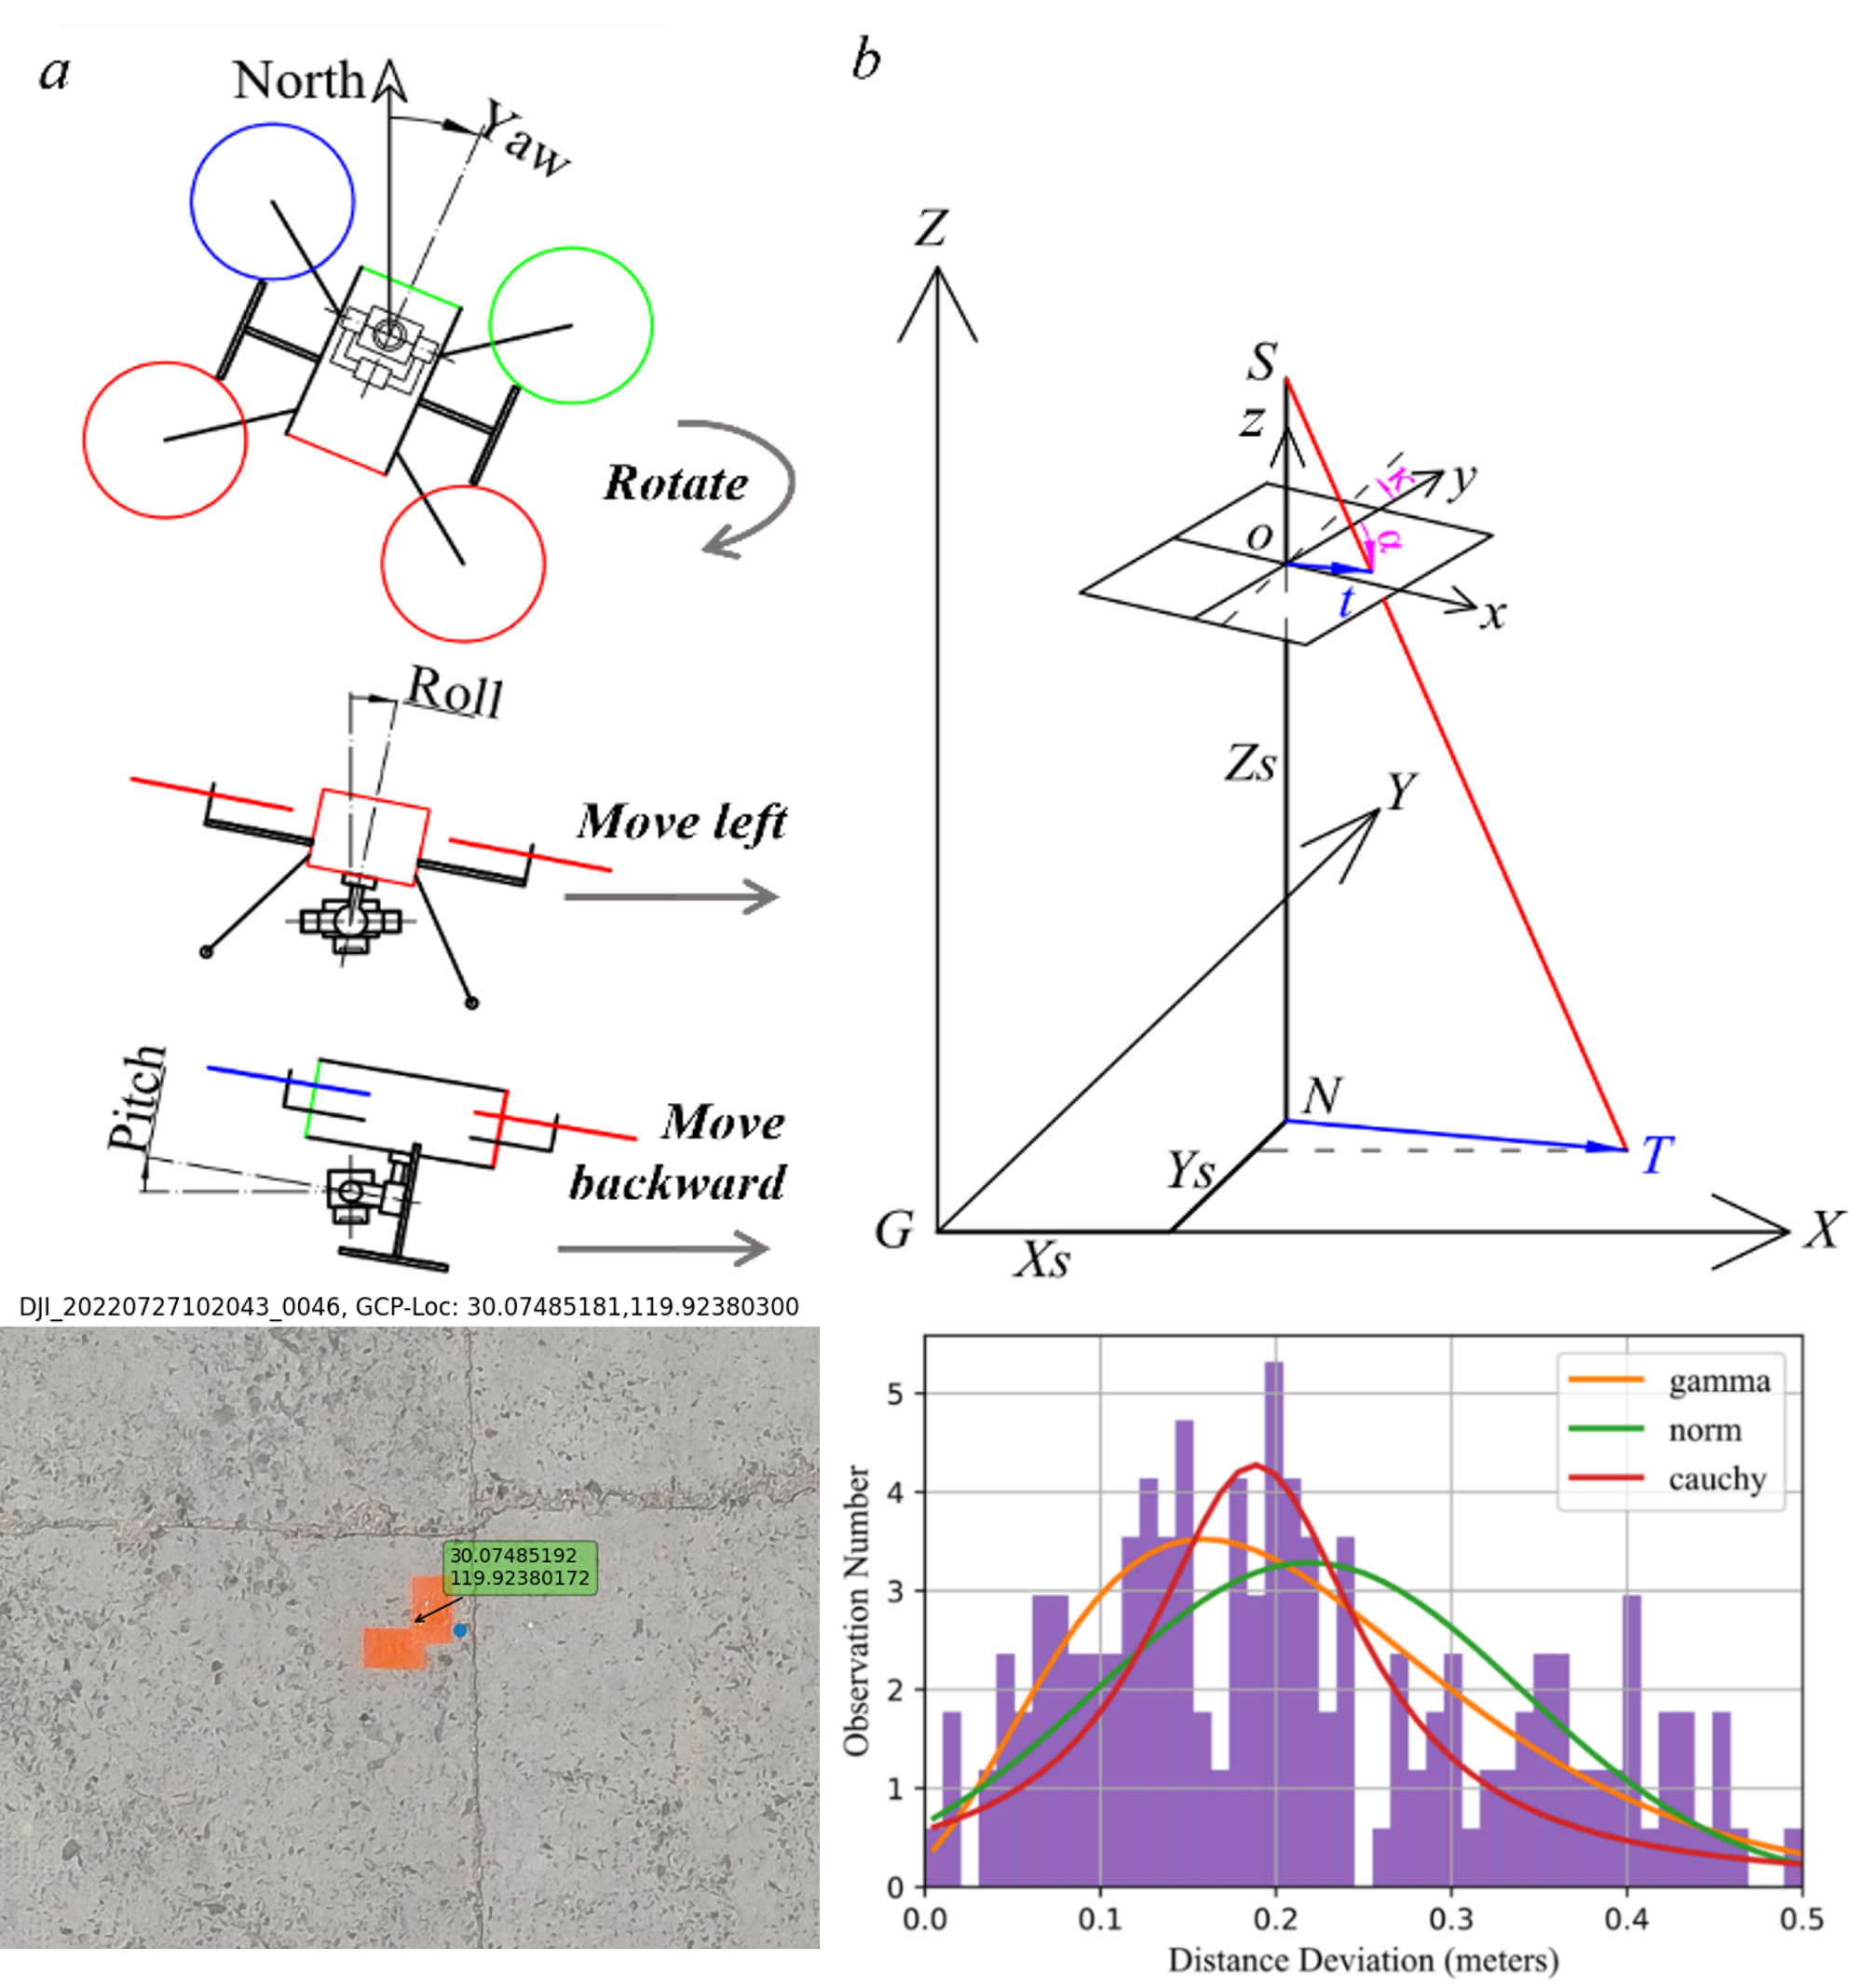 a
North
Yaw
Rotate
Roll
Move left
Pitch
Move
backward
b
Z
S
z
κ
y
o
α
t
x
Zs
Y
N
Ys
T
G
Xs
X
DJI_20220727102043_0046, GCP-Loc: 30.07485181,119.92380300
30.07485192
119.92380172
gamma
norm
cauchy
Observation Number
5
4
3
2
1
0
0.0 0.1 0.2 0.3 0.4 0.5
Distance Deviation (meters)